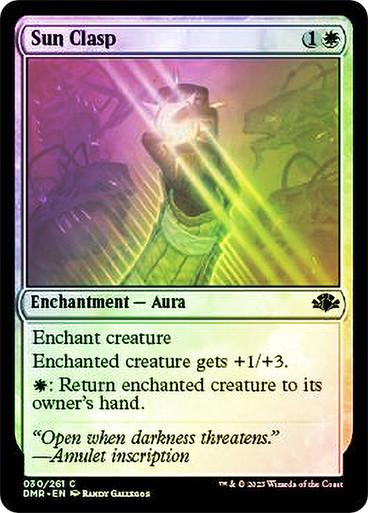 Sun Clasp 1
Enchantment — Aura
Enchant creature
Enchanted creature gets +1/+3.
: Return enchanted creature to its
owner's hand.
"Open when darkness threatens."
—Amulet inscription
030/261 C
DMR • EN Randy Gallegos
™ & © 2023 Wizards of the Coast